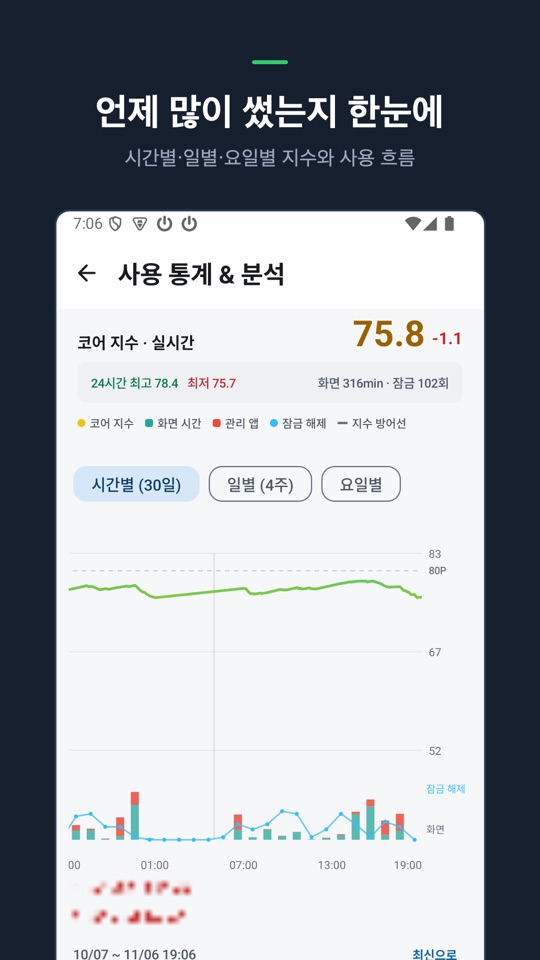 언제 많이 썼는지 한눈에
시간별·일별·요일별 지수와 사용 흐름
7:06
사용 통계 & 분석
코어 지수 · 실시간
75.8 -1.1
24시간 최고 78.4 최저 75.7 화면 316min · 잠금 102회
코어 지수 화면 시간 관리 앱 잠금 해제 지수 방어선
시간별 (30일) 일별 (4주) 요일별
83
80P
67
52
잠금 해제
화면
00 01:00 07:00 13:00 19:00
10/07 ~ 11/06 19:06 최신으로